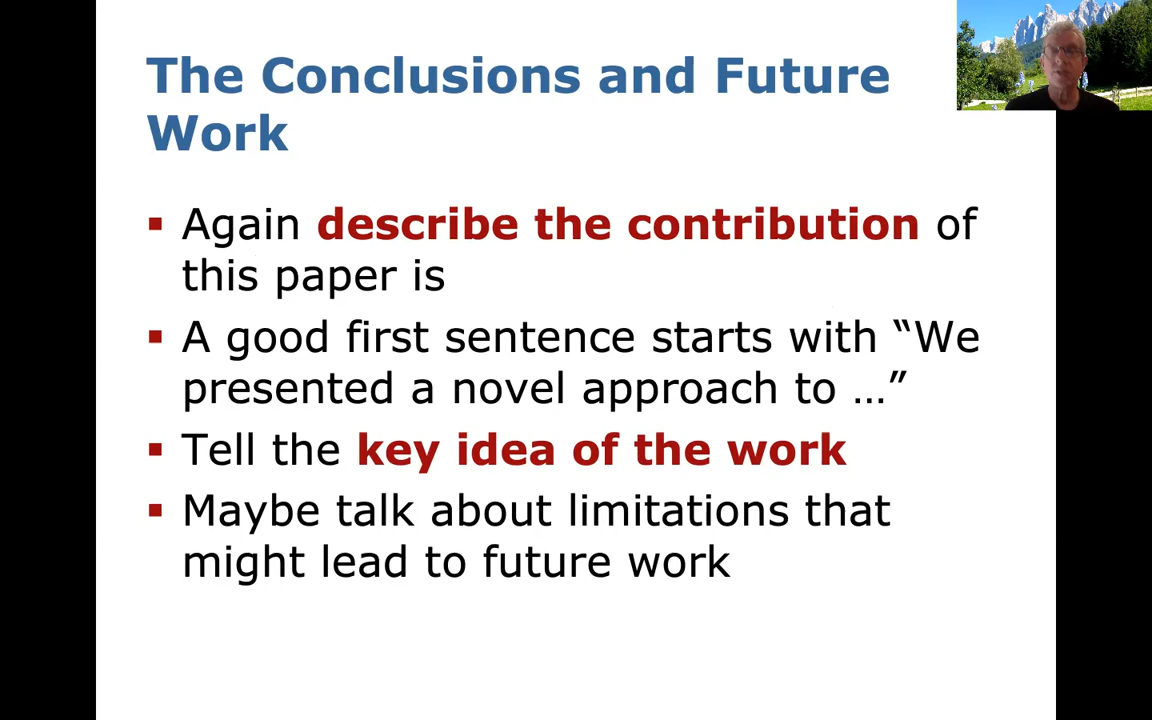 The Conclusions and Future
Work
▪ Again describe the contribution of
this paper is
▪ A good first sentence starts with “We
presented a novel approach to …”
▪ Tell the key idea of the work
▪ Maybe talk about limitations that
might lead to future work